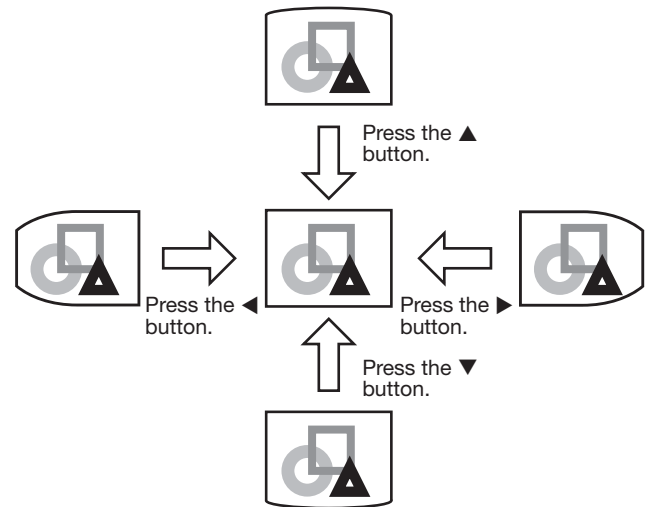 Press the ▲
button.
Press the ◀
button.
Press the ▶
button.
Press the ▼
button.